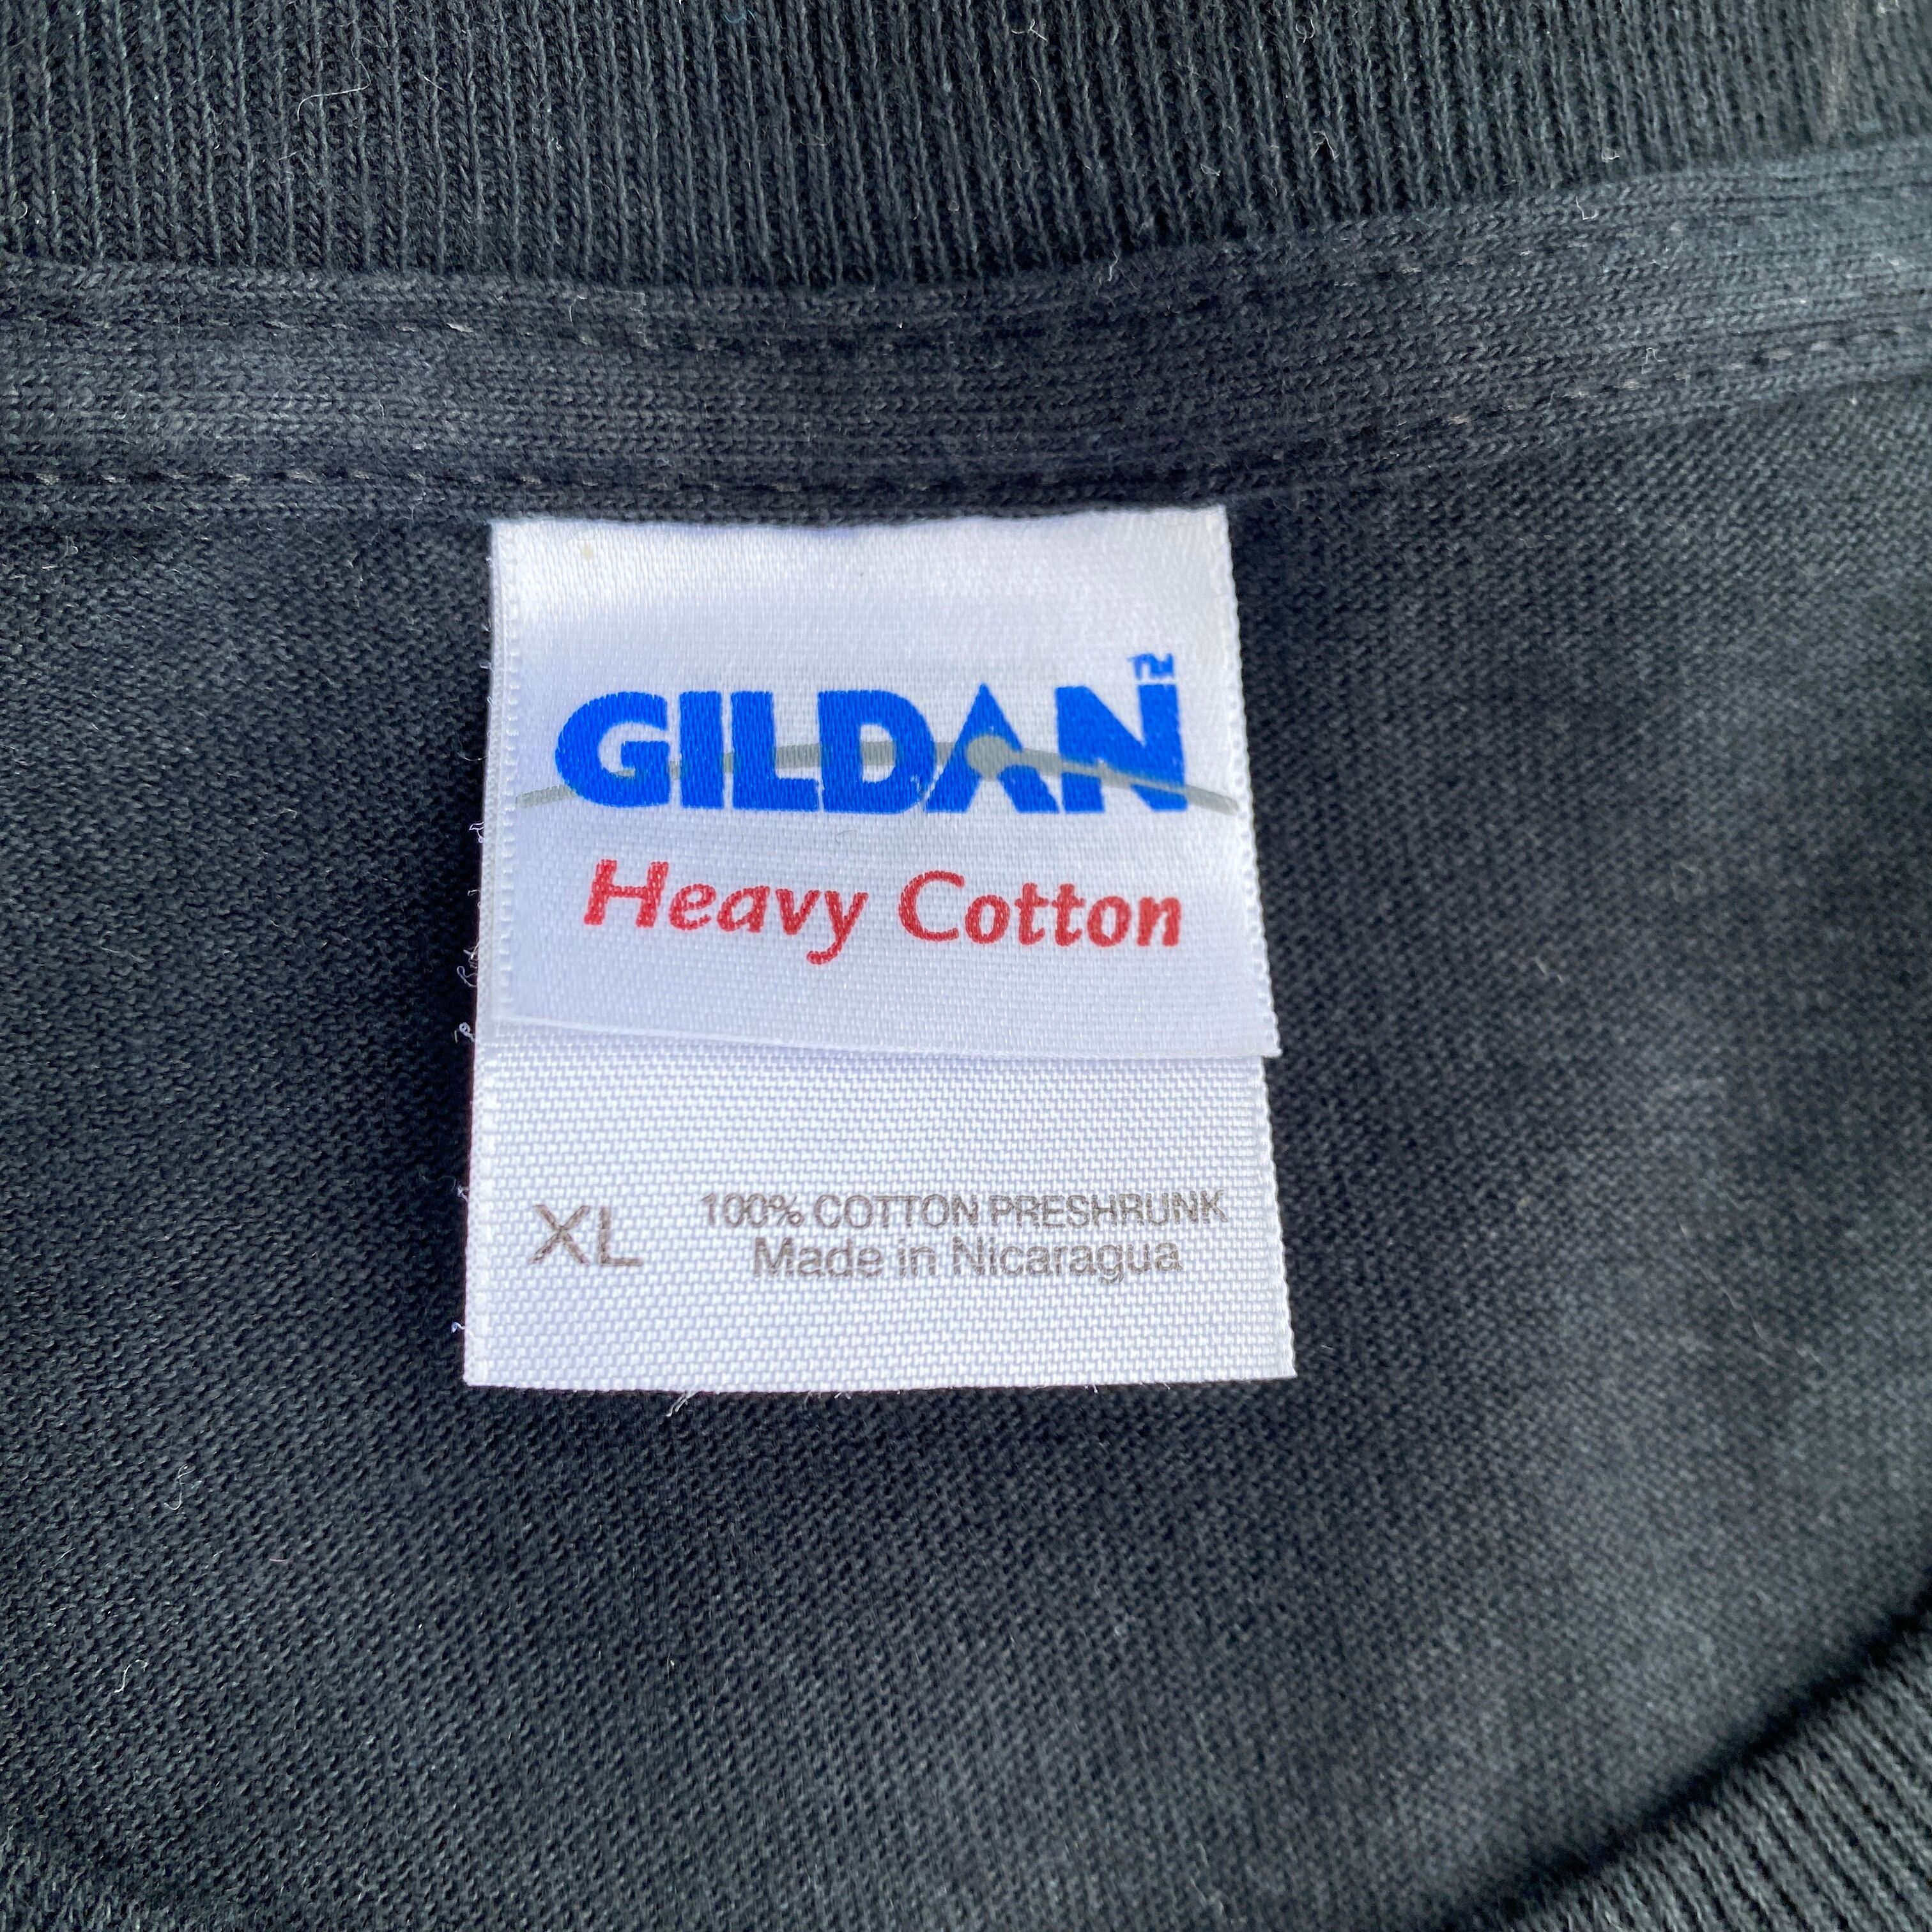 GILDAN™
Heavy Cotton
XL
100% COTTON PRESHRUNK
Made in Nicaragua